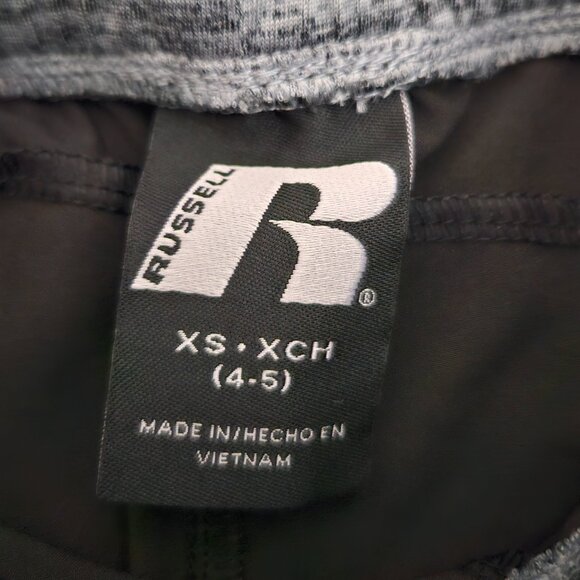 RUSSELL
R
®
XS • XCH
(4-5)
MADE IN/HECHO EN
VIETNAM